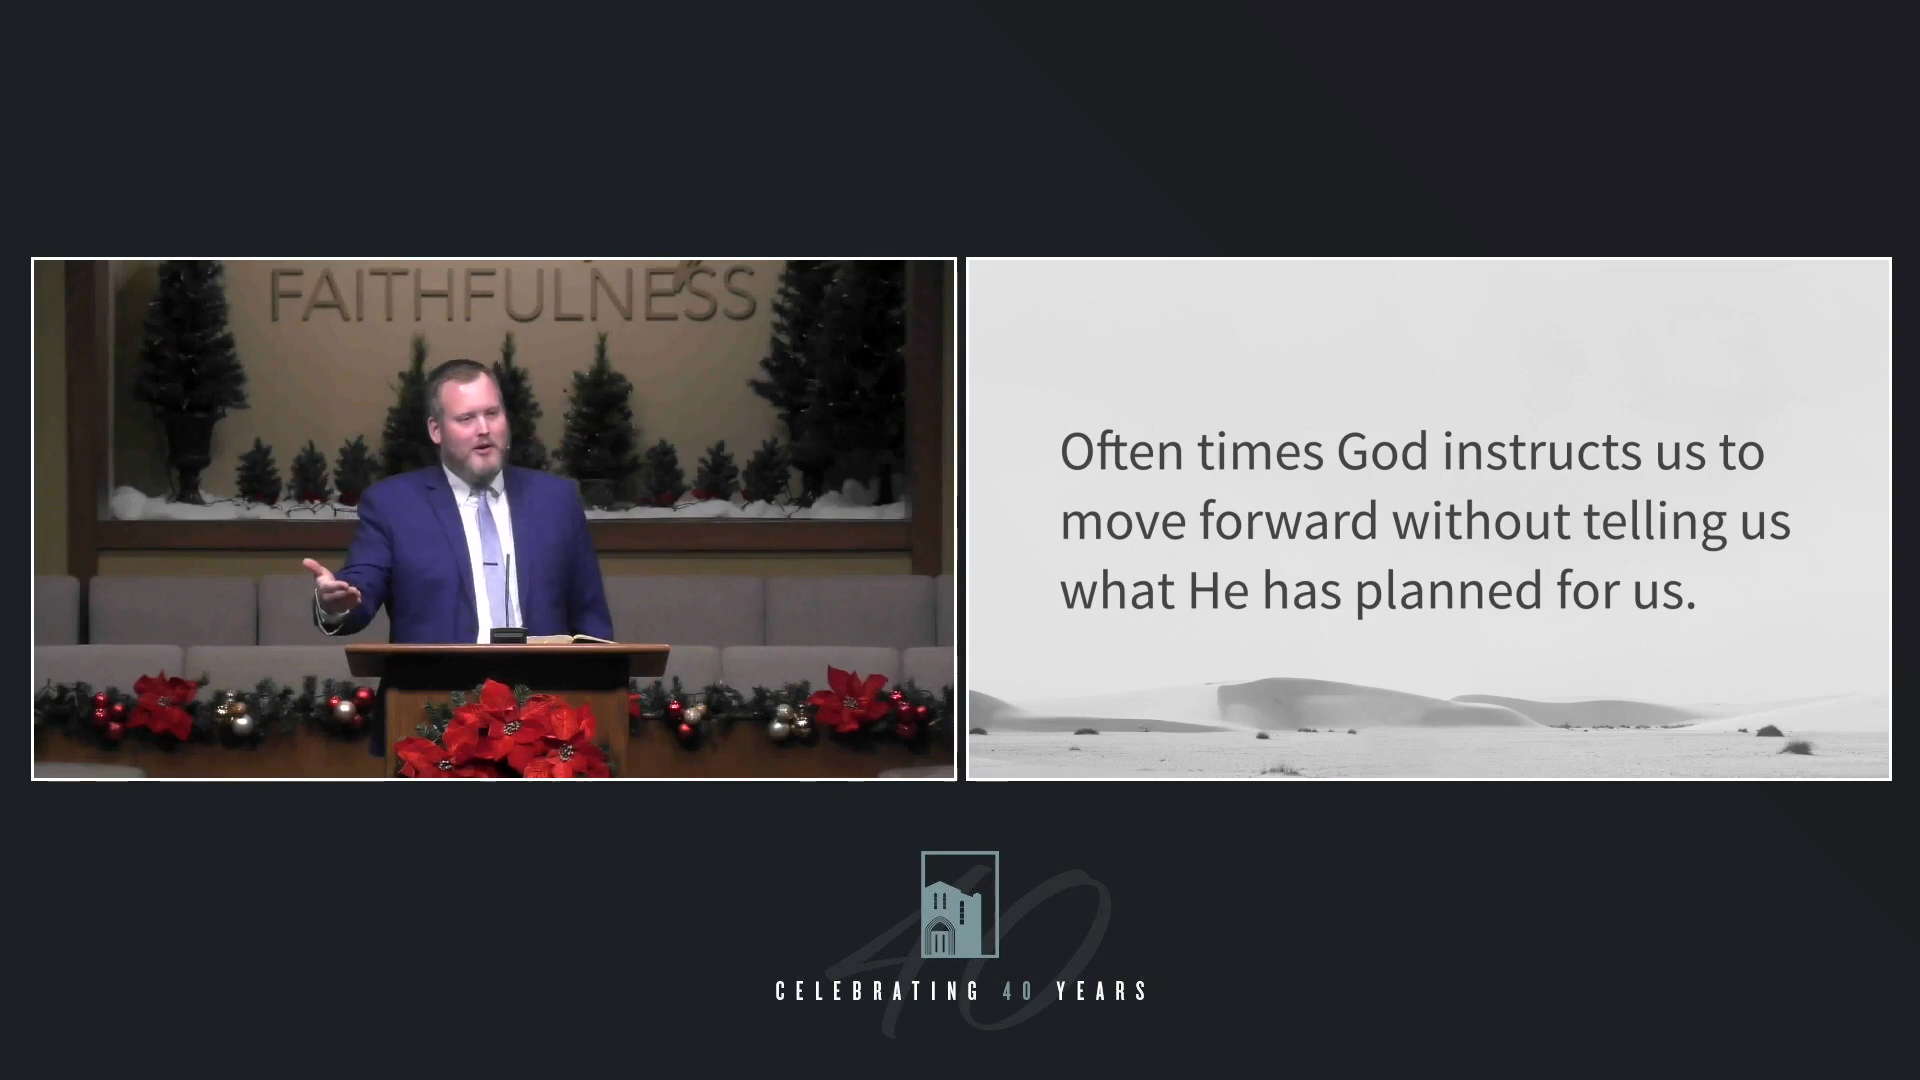 FAITHFULNESS
Often times God instructs us to
move forward without telling us
what He has planned for us.
40
CELEBRATING 40 YEARS